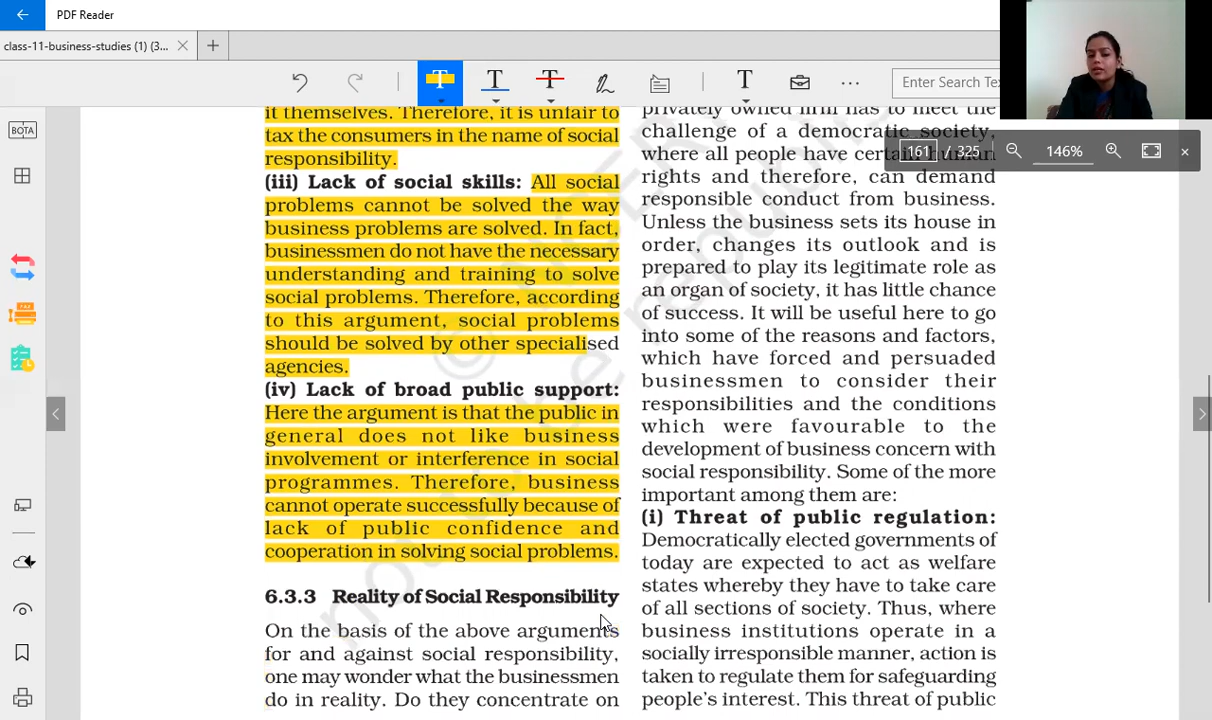 PDF Reader
class-11-business-studies (1) (3...
Enter Search Tex
BOTA
161 / 325
146%
it themselves. Therefore, it is unfair to
tax the consumers in the name of social
responsibility.
(iii) Lack of social skills: All social
problems cannot be solved the way
business problems are solved. In fact,
businessmen do not have the necessary
understanding and training to solve
social problems. Therefore, according
to this argument, social problems
should be solved by other specialised
agencies.
(iv) Lack of broad public support:
Here the argument is that the public in
general does not like business
involvement or interference in social
programmes. Therefore, business
cannot operate successfully because of
lack of public confidence and
cooperation in solving social problems.
6.3.3 Reality of Social Responsibility
On the basis of the above arguments
for and against social responsibility,
one may wonder what the businessmen
do in reality. Do they concentrate on
privately owned firm has to meet the
challenge of a democratic society,
where all people have certain human
rights and therefore, can demand
responsible conduct from business.
Unless the business sets its house in
order, changes its outlook and is
prepared to play its legitimate role as
an organ of society, it has little chance
of success. It will be useful here to go
into some of the reasons and factors,
which have forced and persuaded
businessmen to consider their
responsibilities and the conditions
which were favourable to the
development of business concern with
social responsibility. Some of the more
important among them are:
(i) Threat of public regulation:
Democratically elected governments of
today are expected to act as welfare
states whereby they have to take care
of all sections of society. Thus, where
business institutions operate in a
socially irresponsible manner, action is
taken to regulate them for safeguarding
people's interest. This threat of public